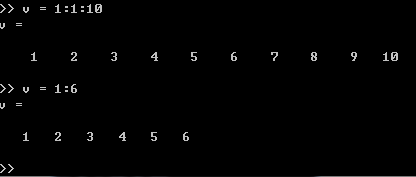 >> v = 1:1:10
v =
1 2 3 4 5 6 7 8 9 10
>> v = 1:6
v =
1 2 3 4 5 6
>>